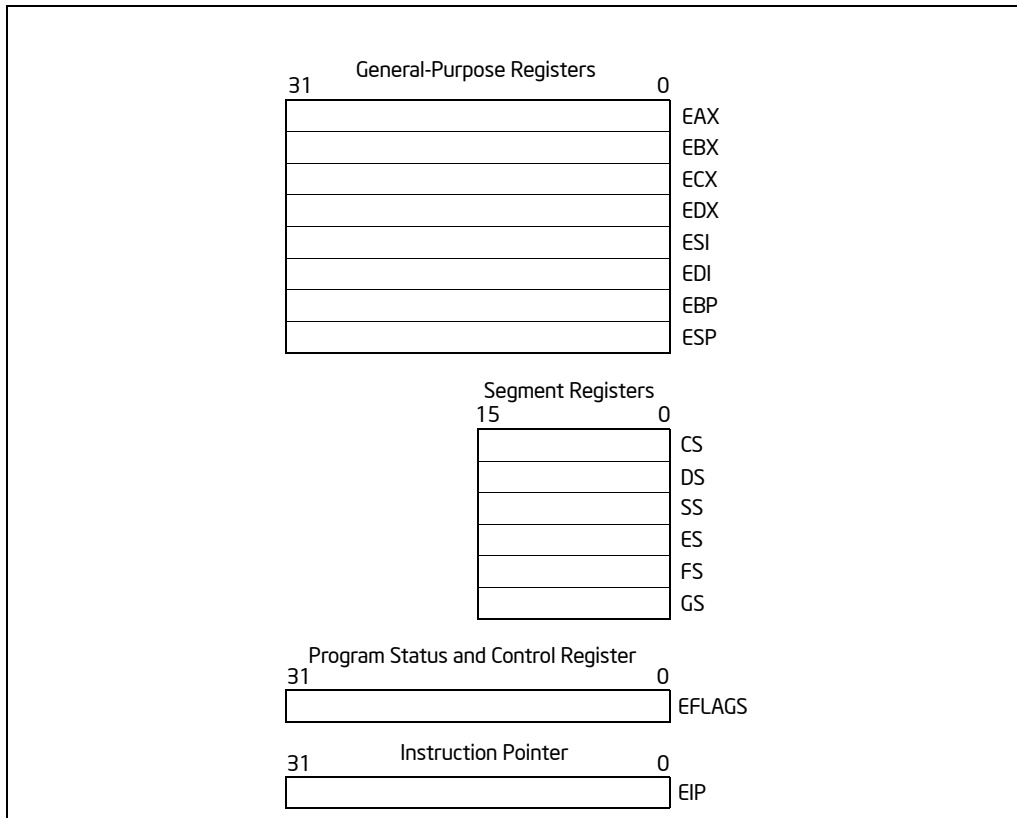 General-Purpose Registers
31 0
EAX
EBX
ECX
EDX
ESI
EDI
EBP
ESP
Segment Registers
15 0
CS
DS
SS
ES
FS
GS
Program Status and Control Register
31 0
EFLAGS
Instruction Pointer
31 0
EIP